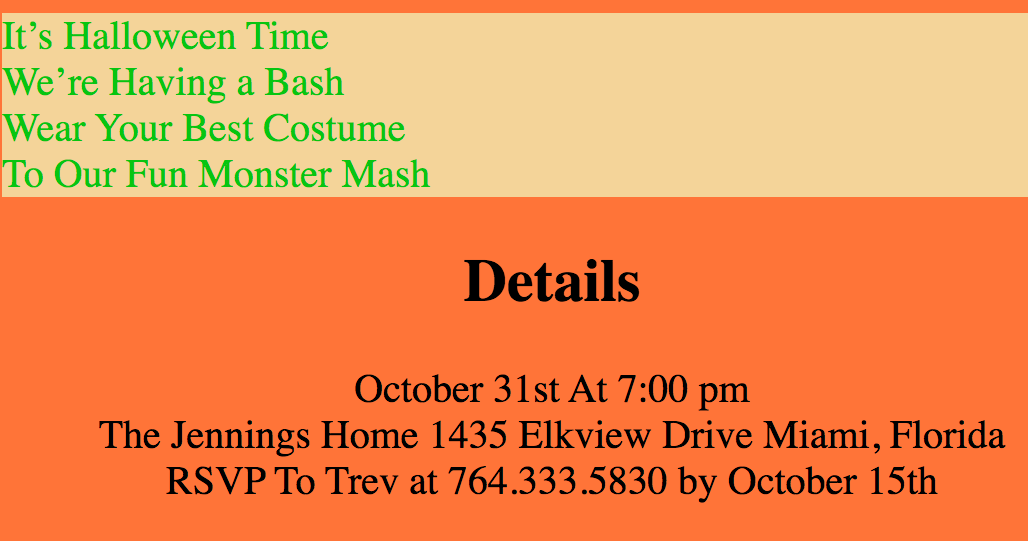 It’s Halloween Time
We’re Having a Bash
Wear Your Best Costume
To Our Fun Monster Mash
Details
October 31st At 7:00 pm
The Jennings Home 1435 Elkview Drive Miami, Florida
RSVP To Trev at 764.333.5830 by October 15th